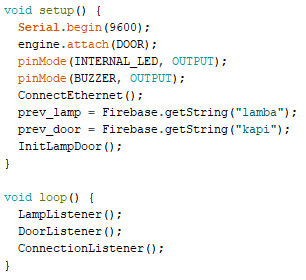 void setup() {
  Serial.begin(9600);
  engine.attach(DOOR);
  pinMode(INTERNAL_LED, OUTPUT);
  pinMode(BUZZER, OUTPUT);
  ConnectEthernet();
  prev_lamp = Firebase.getString("lamba");
  prev_door = Firebase.getString("kapi");
  InitLampDoor();
}

void loop() {
  LampListener();
  DoorListener();
  ConnectionListener();
}